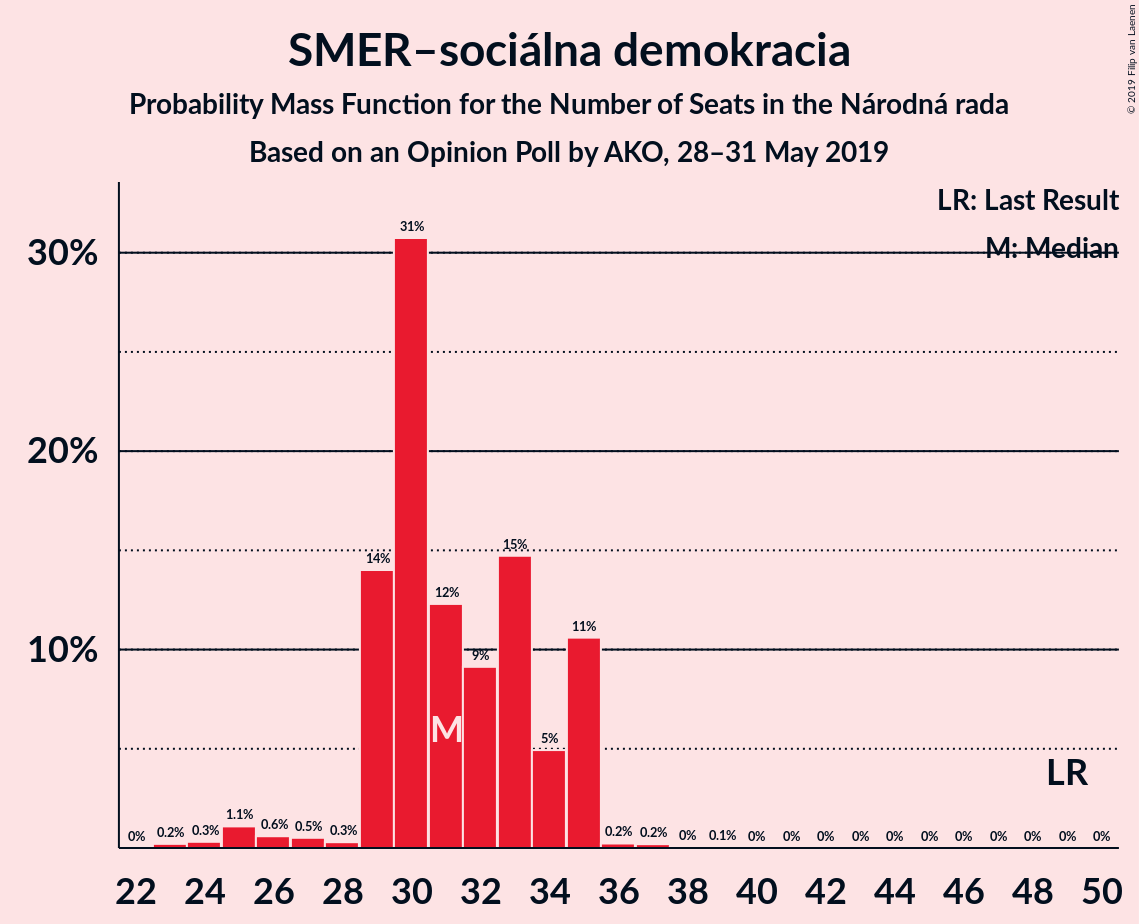 SMER–sociálna demokracia
Probability Mass Function for the Number of Seats in the Národná rada
Based on an Opinion Poll by AKO, 28–31 May 2019
© 2019 Filip van Laenen
LR: Last Result
M: Median
30%
20%
10%
0% 0.2% 0.3% 1.1% 0.6% 0.5% 0.3% 14% 31% 12% 9% 15% 5% 11% 0.2% 0.2% 0% 0.1% 0% 0% 0% 0% 0% 0% 0% 0% 0% 0% 0%
M
LR
22 24 26 28 30 32 34 36 38 40 42 44 46 48 50